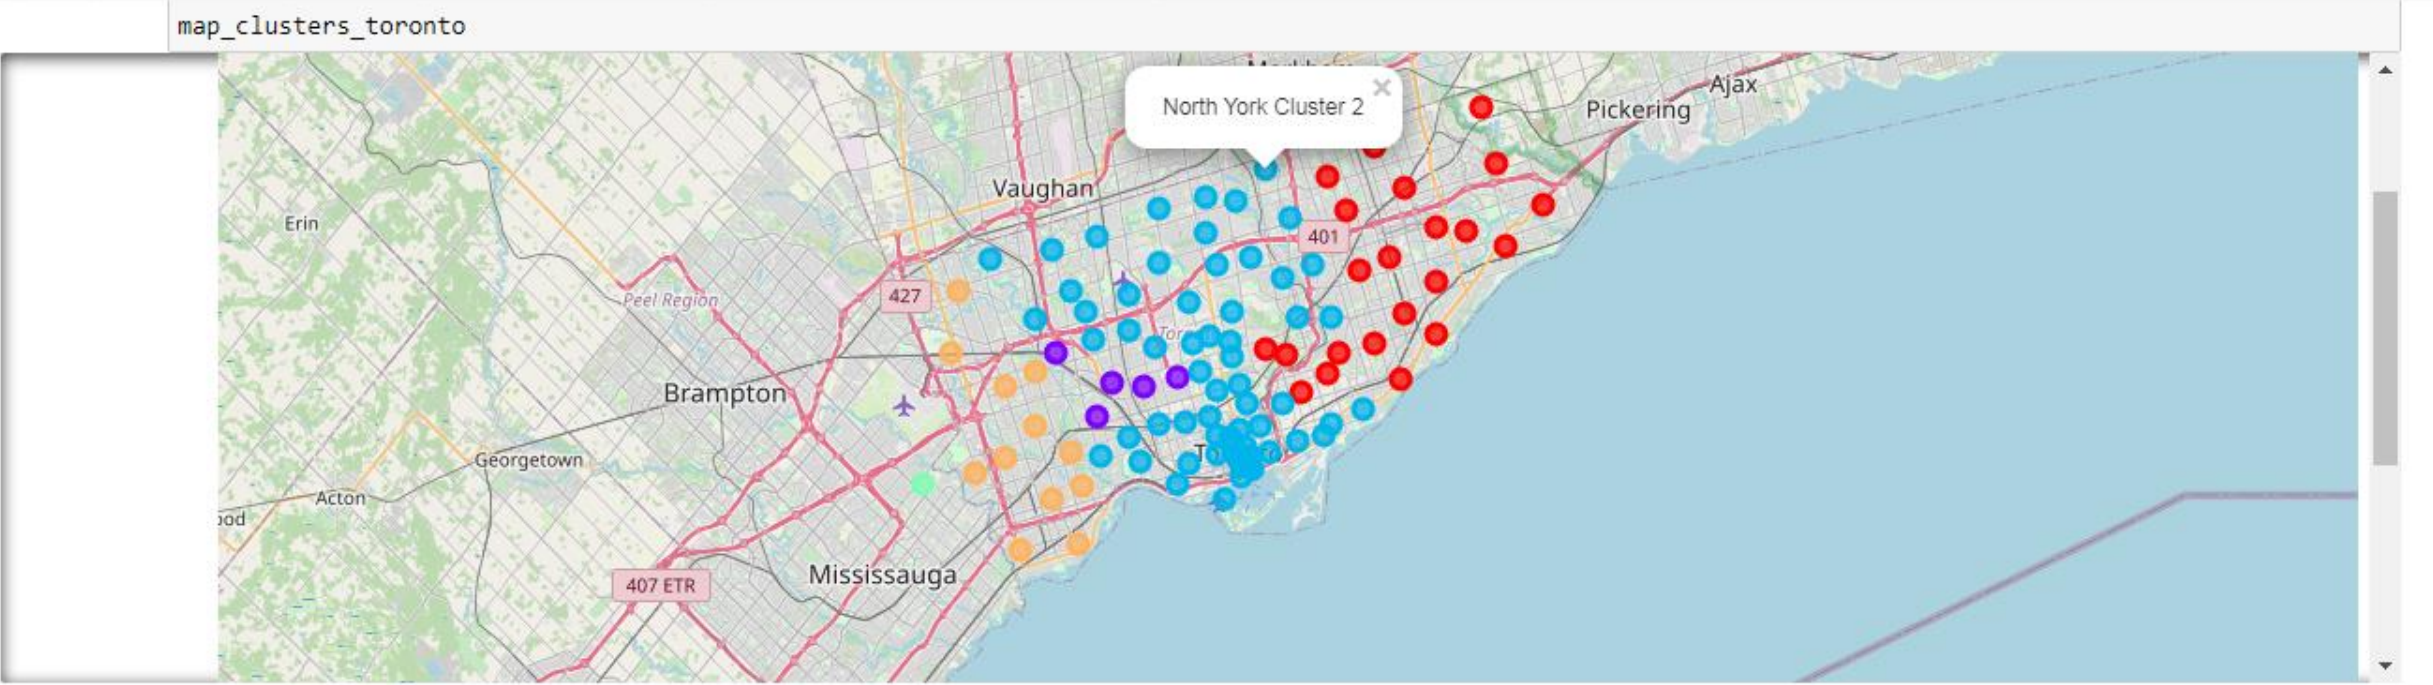 map_clusters_toronto
Ajax
North York Cluster 2
×
Pickering
Vaughan
Erin
401
427
Peel Region
Brampton
Georgetown
Acton
Mississauga
407 ETR